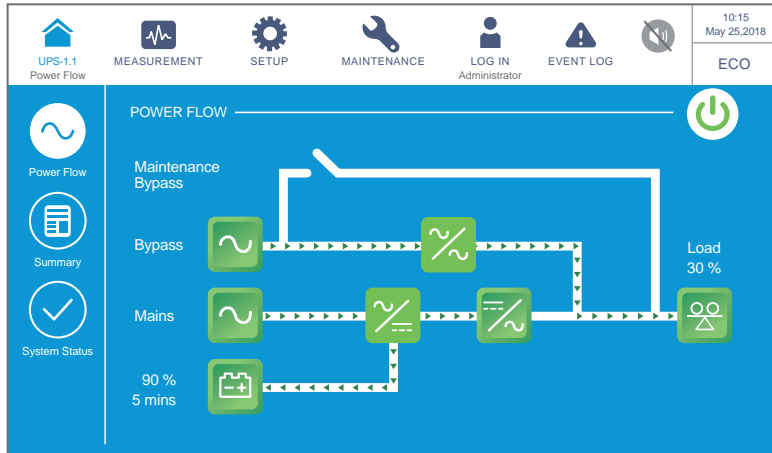 UPS-1.1
Power Flow
MEASUREMENT
SETUP
MAINTENANCE
LOG IN
Administrator
EVENT LOG
10:15
May 25,2018
ECO
Power Flow
Summary
System Status
POWER FLOW
Maintenance
Bypass
Bypass
Mains
90 %
5 mins
Load
30 %